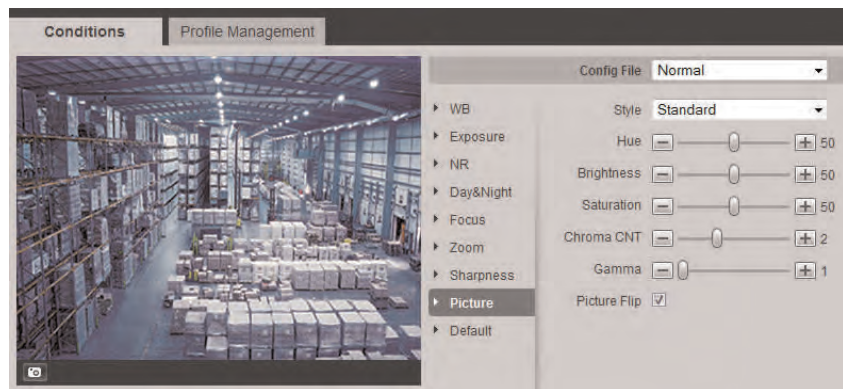 Conditions
Profile Management
Config File Normal
WB
Exposure
NR
Day&Night
Focus
Zoom
Sharpness
Picture
Default
Style Standard
Hue 50
Brightness 50
Saturation 50
Chroma CNT 2
Gamma 1
Picture Flip